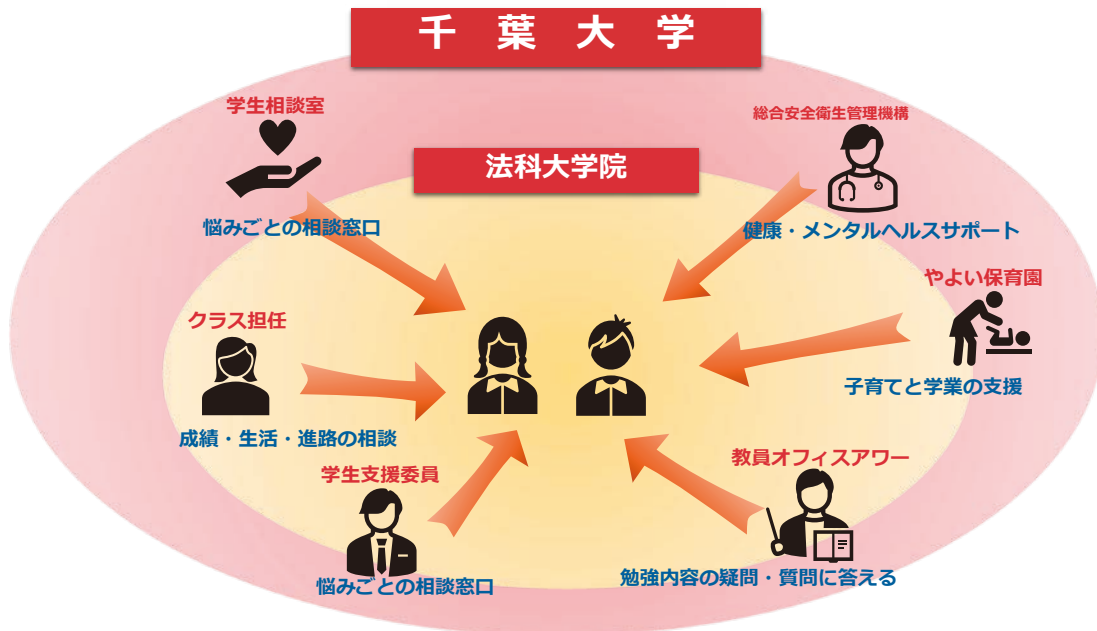 千葉大学
学生相談室
総合安全衛生管理機構
法科大学院
悩みごとの相談窓口
健康・メンタルヘルスサポート
やよい保育園
クラス担任
子育てと学業の支援
成績・生活・進路の相談
教員オフィスアワー
学生支援委員
勉強内容の疑問・質問に答える
悩みごとの相談窓口